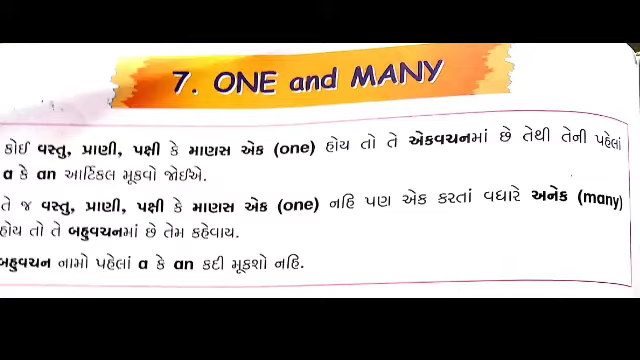 7. ONE and MANY
કોઈ વસ્તુ, પ્રાણી, પક્ષી કે માણસ એક (one) હોય તો તે એકવચનમાં છે તેથી તેની પહેલાં
a કે an આર્ટિકલ મૂકવો જોઈએ.
તે જ વસ્તુ, પ્રાણી, પક્ષી કે માણસ એક (one) નહિ પણ એક કરતાં વધારે અનેક (many)
હોય તો તે બહુવચનમાં છે તેમ કહેવાય.
બહુવચન નામો પહેલાં a કે an કદી મૂકશો નહિ.